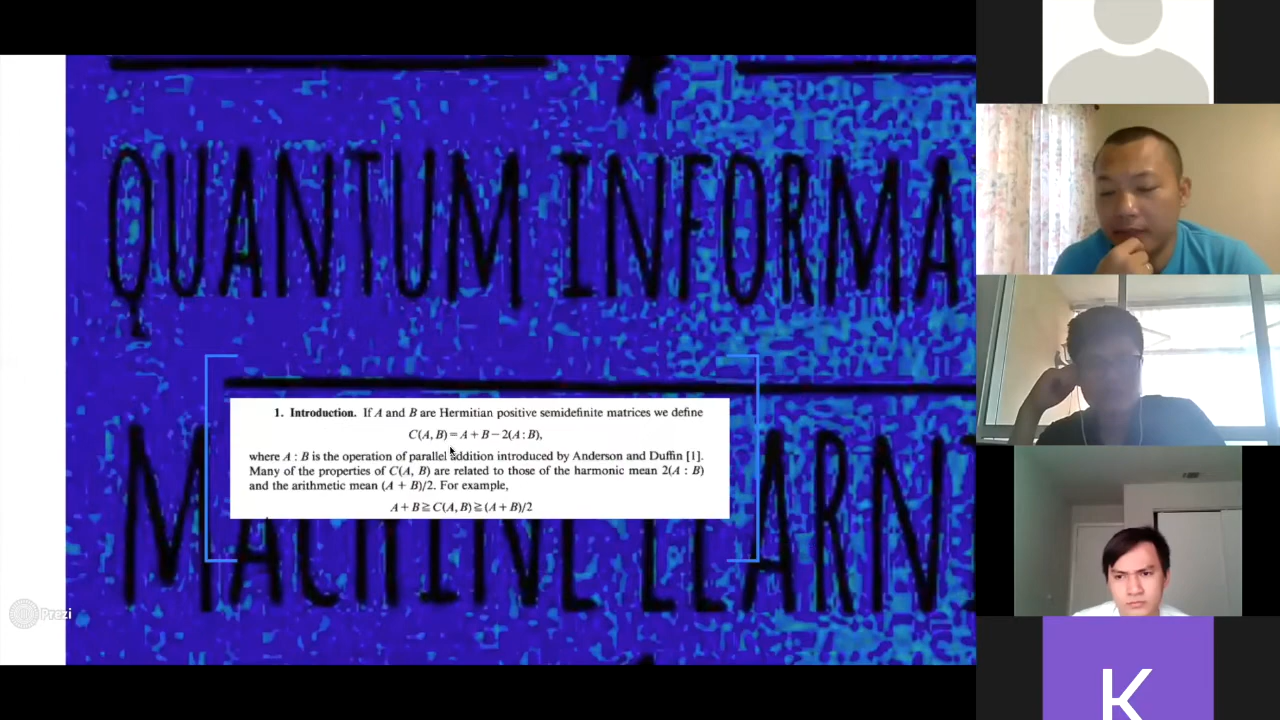 QUANTUM INFORMA
1. Introduction. If A and B are Hermitian positive semidefinite matrices we define
C(A, B) = A + B − 2(A : B),
where A : B is the operation of parallel addition introduced by Anderson and Duffin [1].
Many of the properties of C(A, B) are related to those of the harmonic mean 2(A : B)
and the arithmetic mean (A + B)/2. For example,
A + B ≧ C(A, B) ≧ (A + B)/2
MACHINE LEARN
Prezi
K